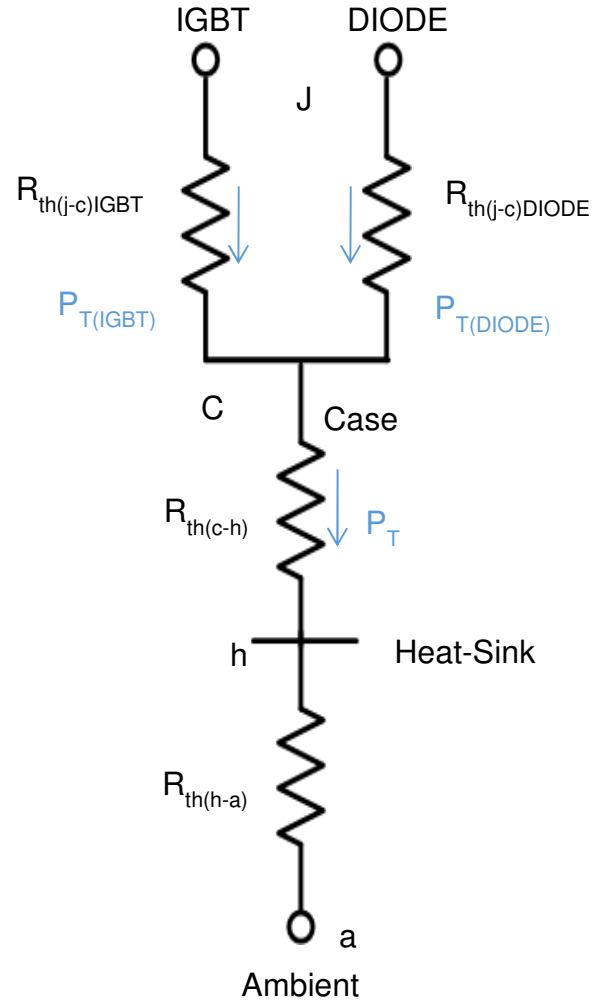 IGBT DIODE
J
Rth(j-c)IGBT Rth(j-c)DIODE
PT(IGBT) PT(DIODE)
C Case
Rth(c-h) PT
h Heat-Sink
Rth(h-a)
a
Ambient